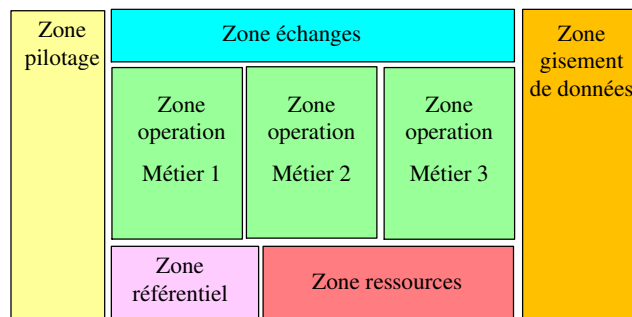 Zone
pilotage
Zone échanges
Zone
gisement
de données
Zone
operation
Métier 1
Zone
operation
Métier 2
Zone
operation
Métier 3
Zone
référentiel
Zone ressources